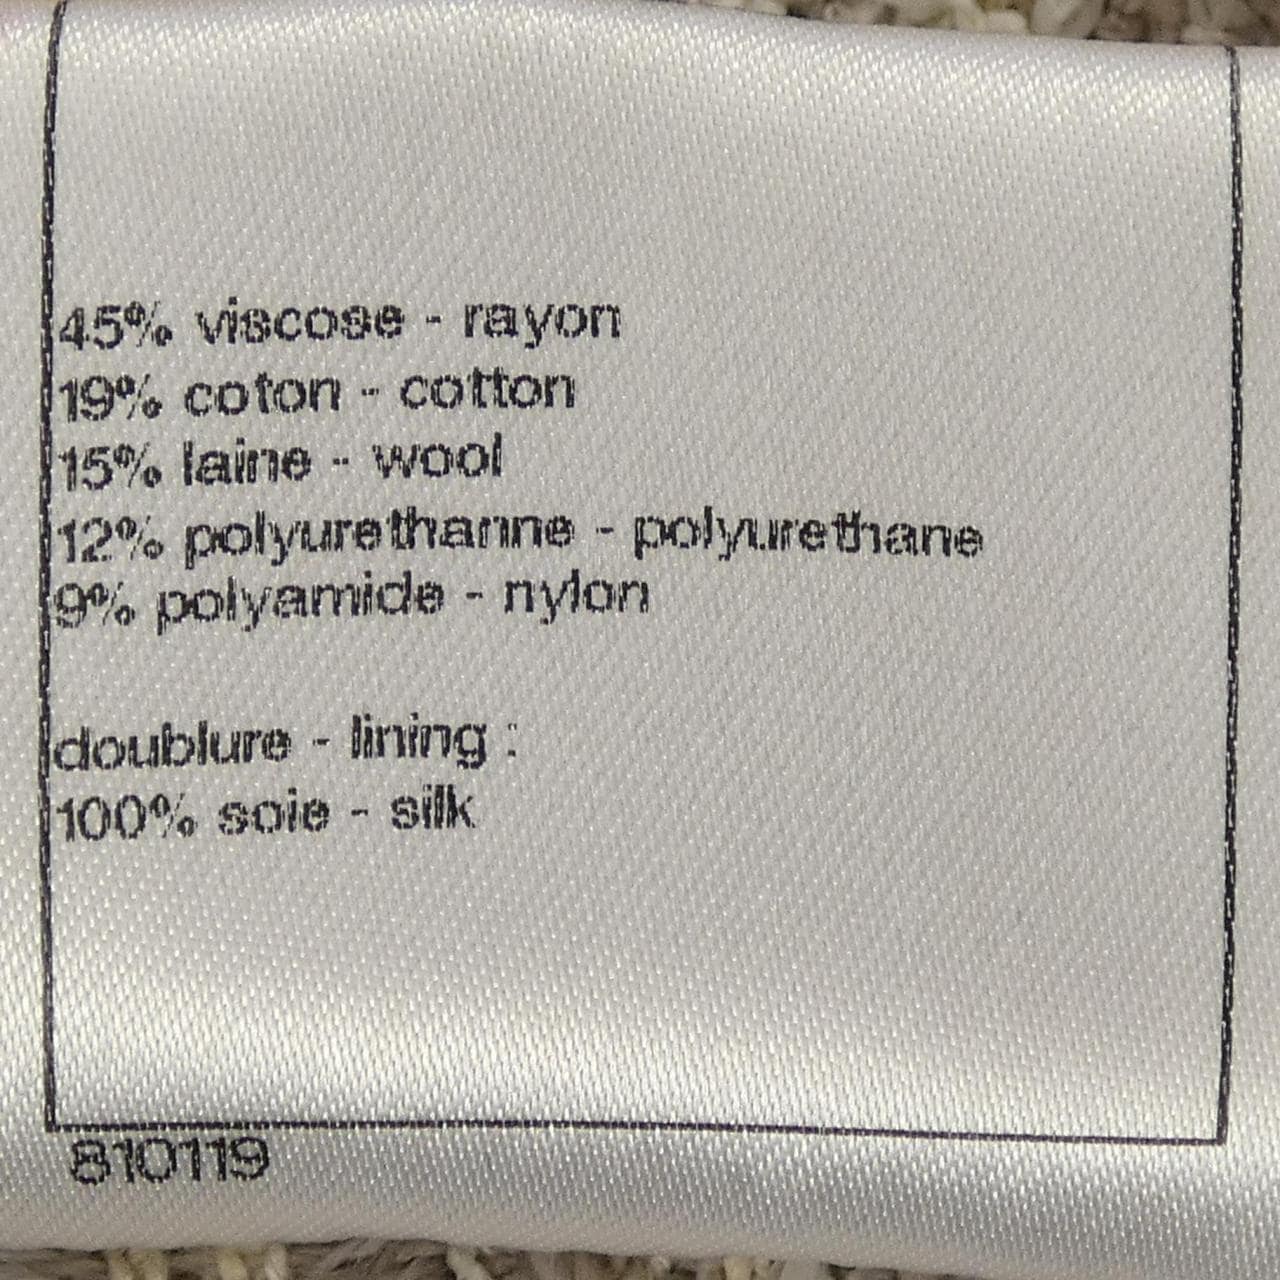 45% viscose - rayon
19% coton - cotton
15% laine - wool
12% polyurethanne - polyurethane
9% polyamide - nylon
doublure - lining :
100% soie - silk
810119